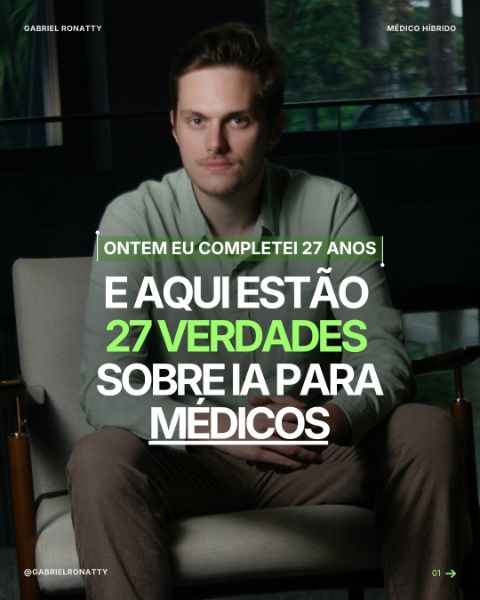 GABRIEL RONATTY
MÉDICO HÍBRIDO
ONTEM EU COMPLETEI 27 ANOS
E AQUI ESTÃO
27 VERDADES
SOBRE IA PARA
MÉDICOS
@GABRIELRONATTY
01